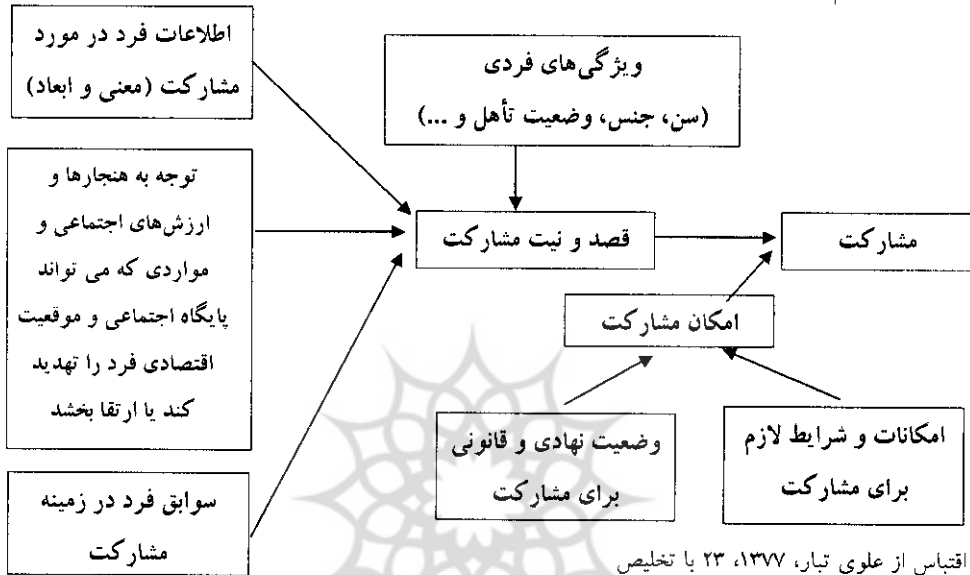 اطلاعات فرد در مورد
مشارکت (معنی و ابعاد)
ویژگی‌های فردی
(سن، جنس، وضعیت تأهل و ...)
توجه به هنجارها و
ارزش‌های اجتماعی و
مواردی که می تواند
پایگاه اجتماعی و موقعیت
اقتصادی فرد را تهدید
کند یا ارتقا بخشد
قصد و نیت مشارکت
مشارکت
امکان مشارکت
وضعیت نهادی و قانونی
برای مشارکت
امکانات و شرایط لازم
برای مشارکت
سوابق فرد در زمینه
مشارکت
اقتباس از علوی تبار، ۱۳۷۷، ۲۳ با تخلیص